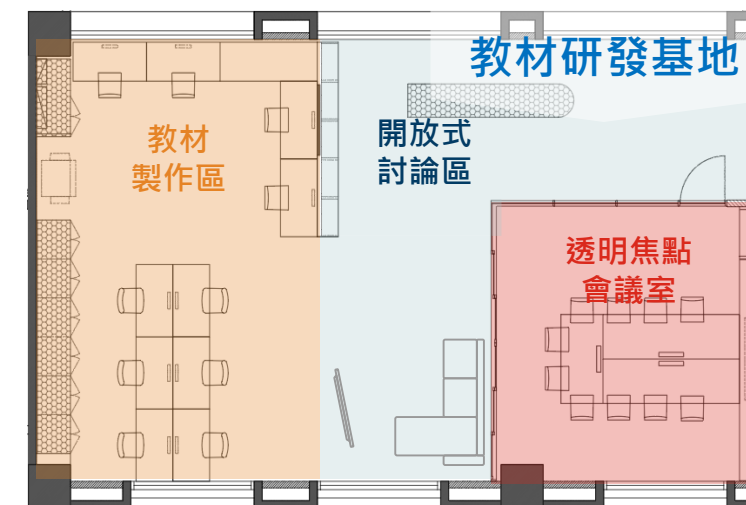 教材研發基地
教材
製作區
開放式
討論區
透明焦點
會議室